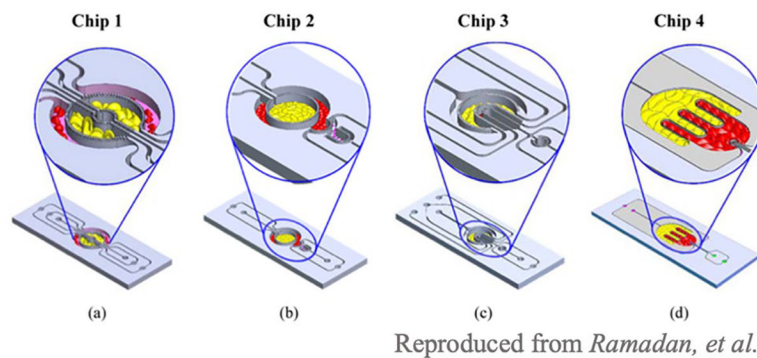 Chip 1 Chip 2 Chip 3 Chip 4
(a) (b) (c) (d)
Reproduced from Ramadan, et al.